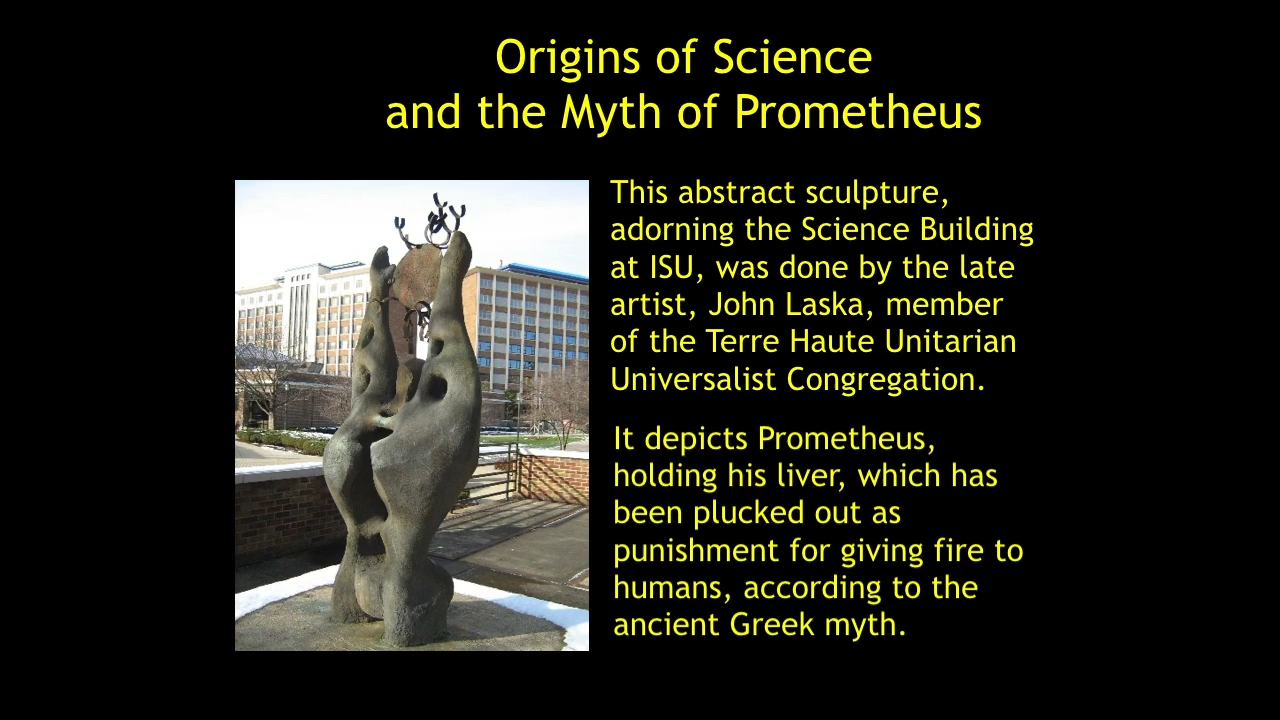 Origins of Science
and the Myth of Prometheus
This abstract sculpture,
adorning the Science Building
at ISU, was done by the late
artist, John Laska, member
of the Terre Haute Unitarian
Universalist Congregation.
It depicts Prometheus,
holding his liver, which has
been plucked out as
punishment for giving fire to
humans, according to the
ancient Greek myth.